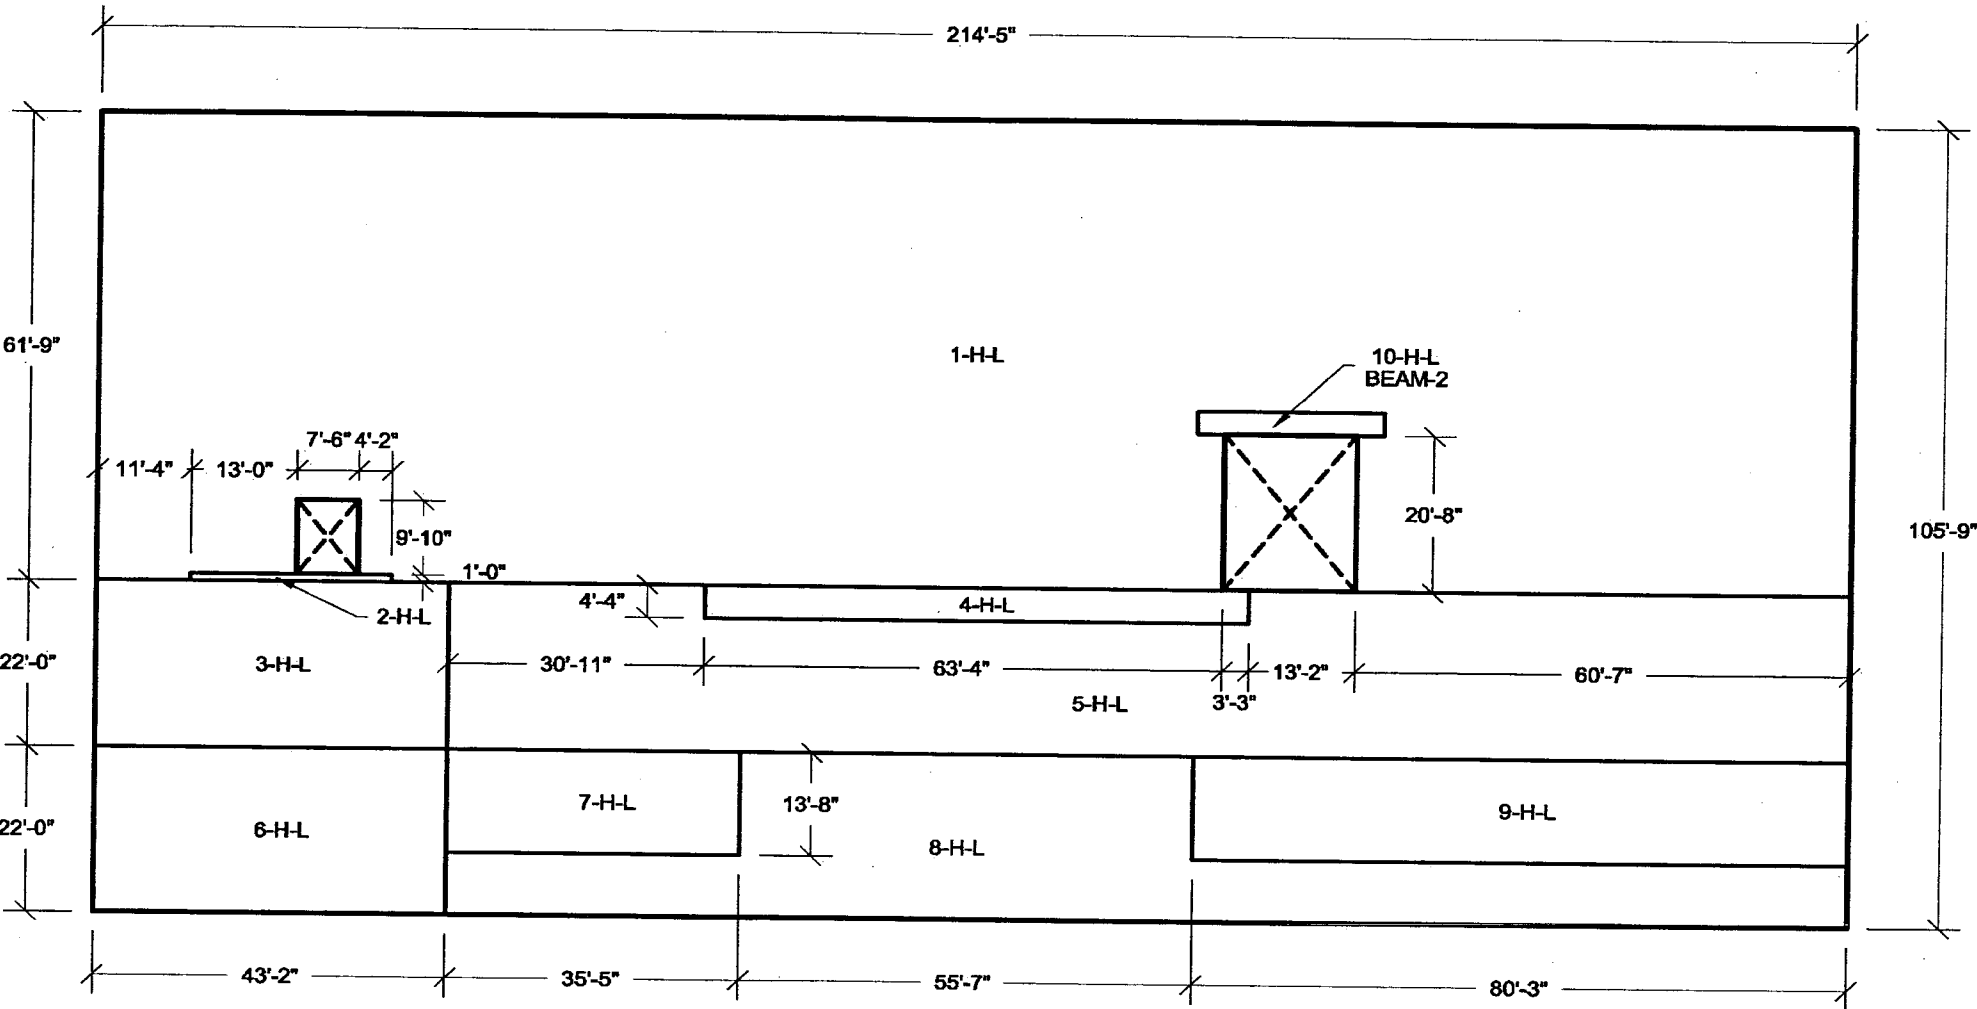 214'-5"
61'-9"
1-H-L
10-H-L
BEAM-2
7'-6" 4'-2"
11'-4" 13'-0"
20'-8"
105'-9"
9'-10"
1'-0"
4'-4"
4-H-L
2-H-L
22'-0"
3-H-L
30'-11"
63'-4"
13'-2"
60'-7"
5-H-L
3'-3"
7-H-L
13'-8"
9-H-L
22'-0"
6-H-L
8-H-L
43'-2"
35'-5"
55'-7"
80'-3"